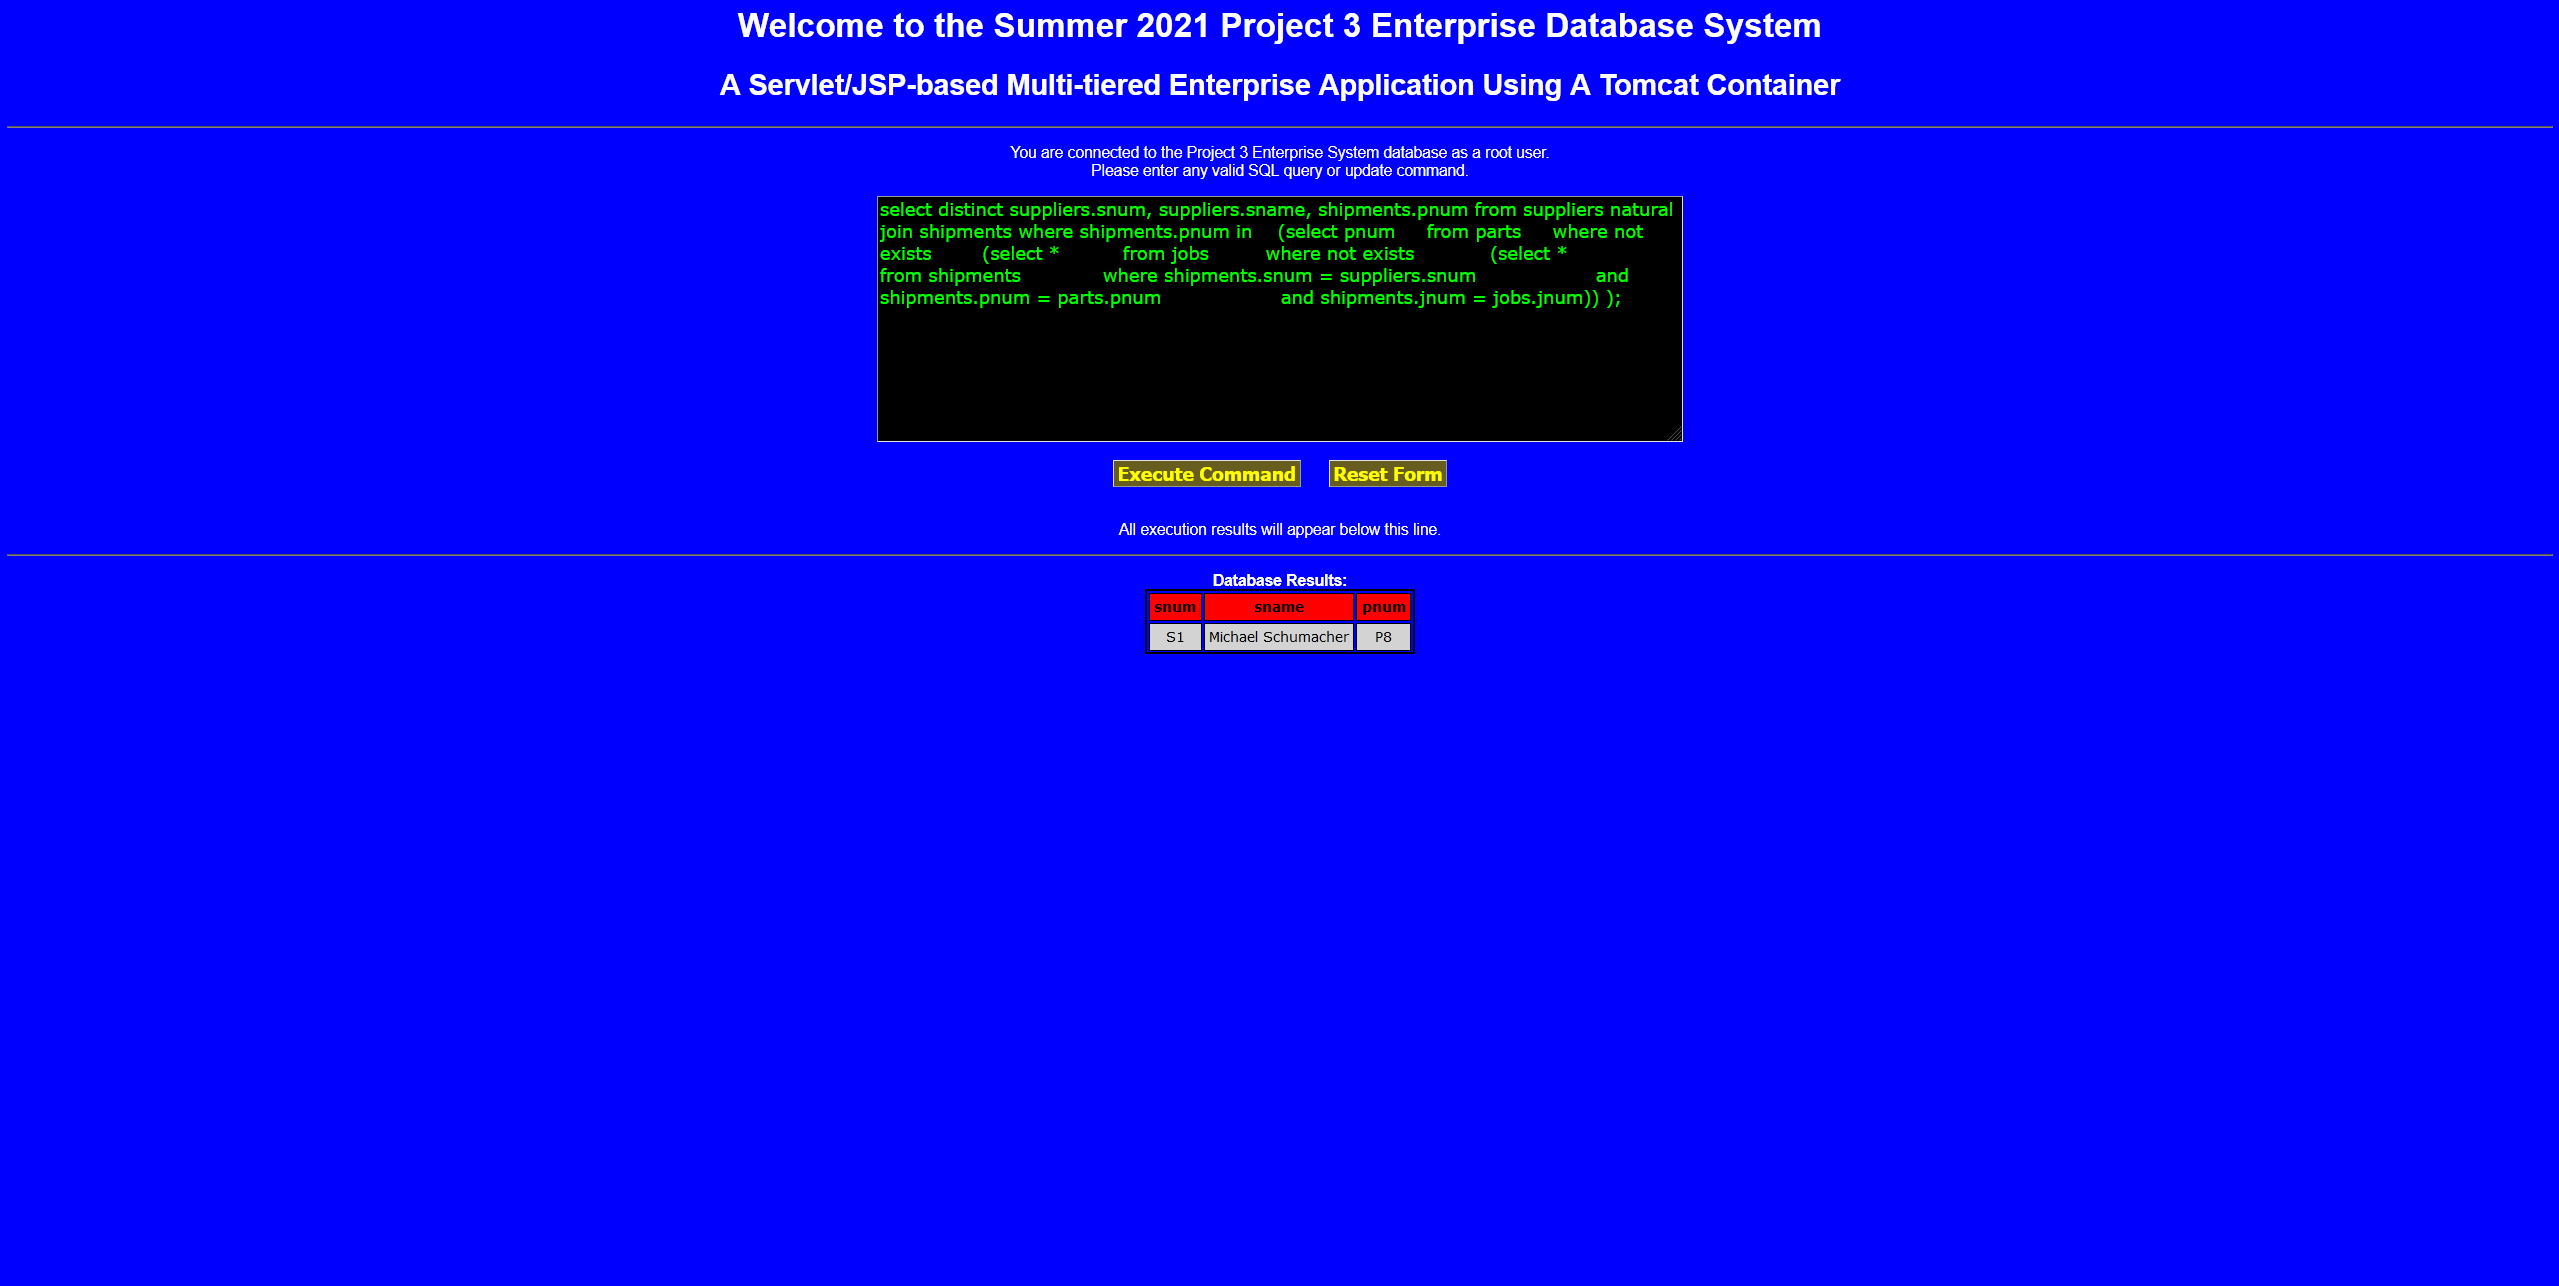 Welcome to the Summer 2021 Project 3 Enterprise Database System
A Servlet/JSP-based Multi-tiered Enterprise Application Using A Tomcat Container
You are connected to the Project 3 Enterprise System database as a root user.
Please enter any valid SQL query or update command.
select distinct suppliers.snum, suppliers.sname, shipments.pnum from suppliers natural
join shipments where shipments.pnum in    (select pnum     from parts     where not
exists        (select *          from jobs         where not exists            (select *
from shipments             where shipments.snum = suppliers.snum                   and
shipments.pnum = parts.pnum                   and shipments.jnum = jobs.jnum)) );
Execute Command    Reset Form
All execution results will appear below this line.
Database Results:
snum sname pnum
S1 Michael Schumacher P8